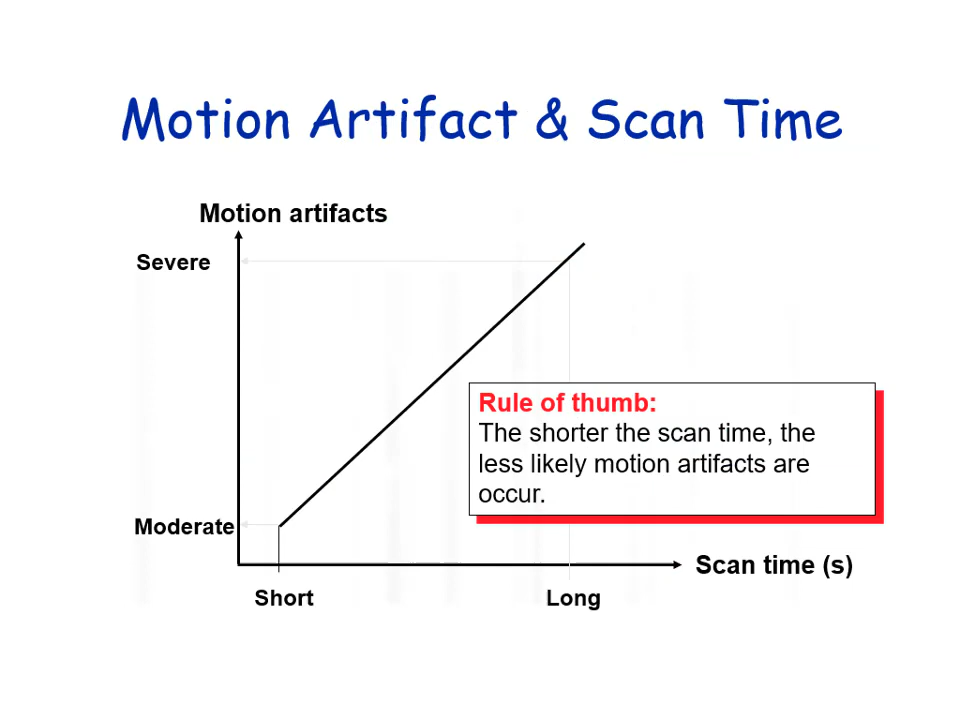 Motion Artifact & Scan Time
Motion artifacts
Severe
Rule of thumb:
The shorter the scan time, the
less likely motion artifacts are
occur.
Moderate
Scan time (s)
Short
Long